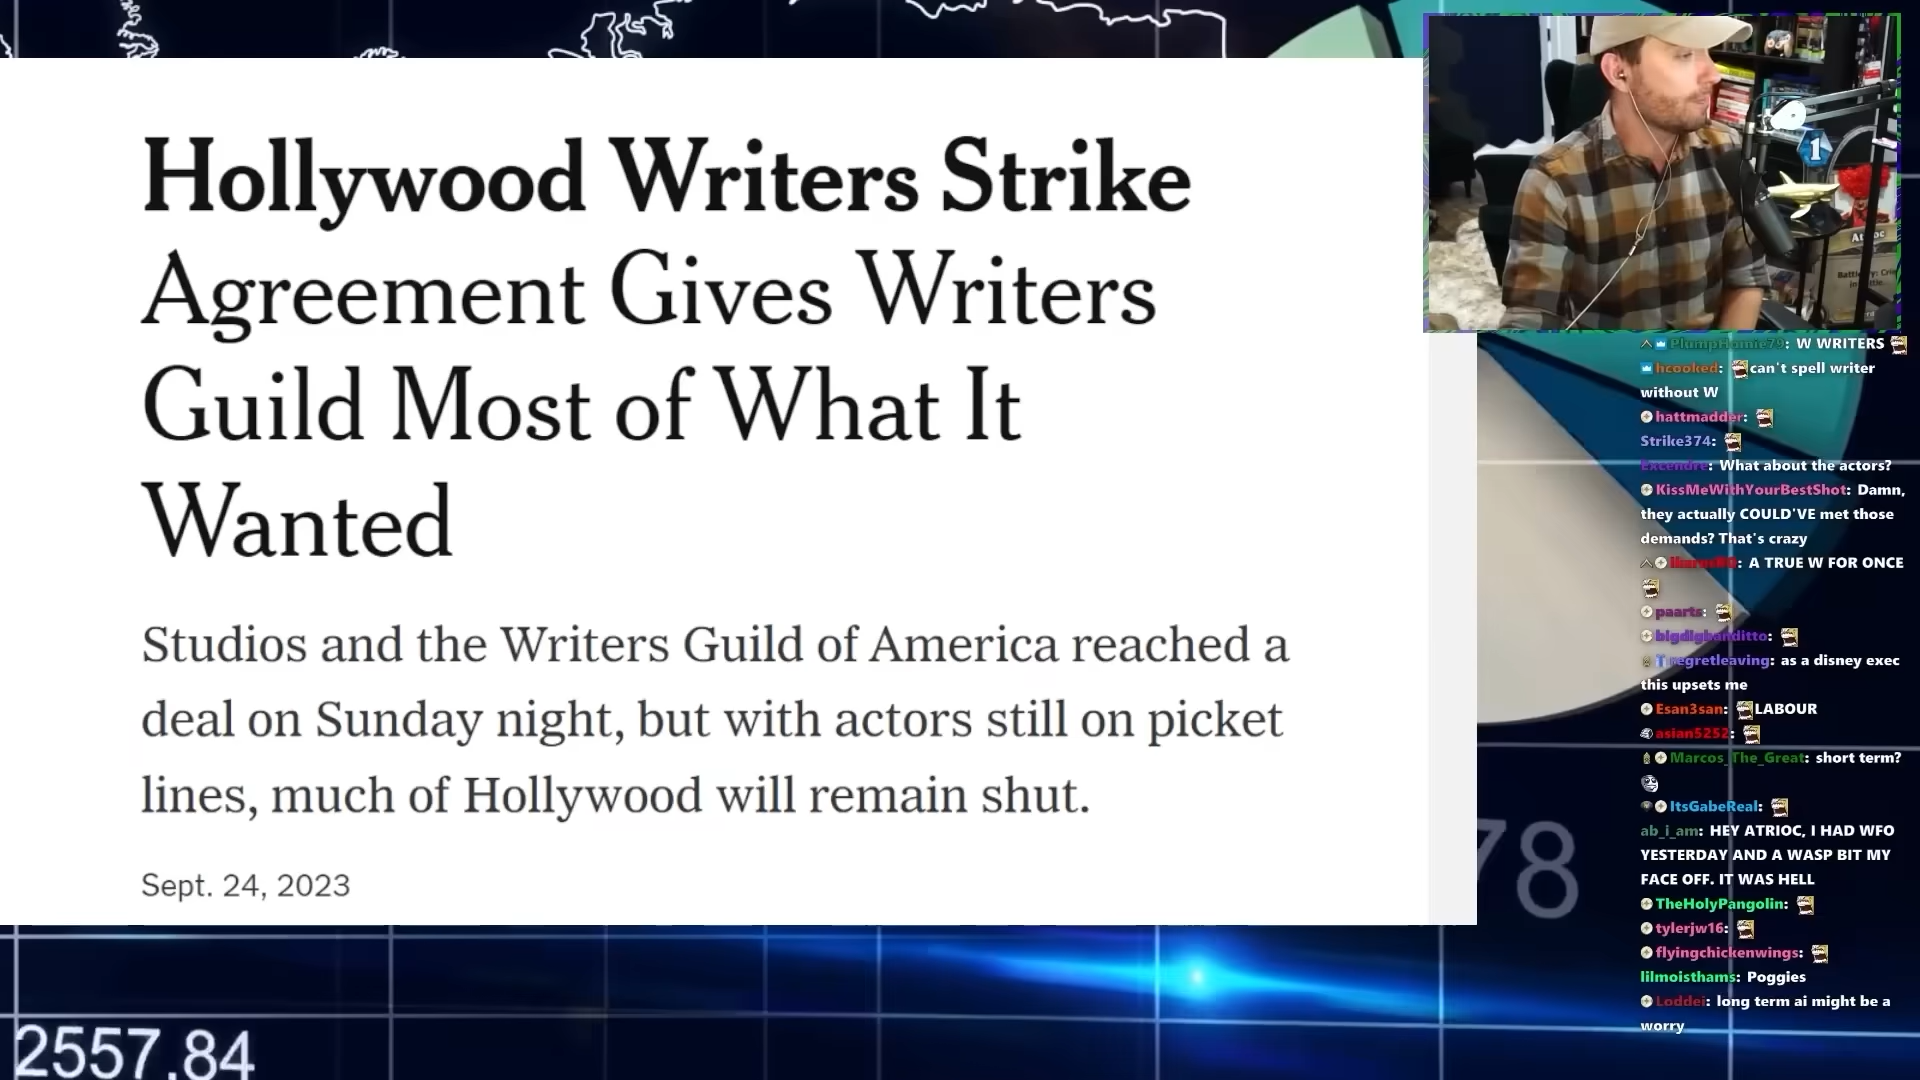 Hollywood Writers Strike
Agreement Gives Writers
Guild Most of What It
Wanted
Studios and the Writers Guild of America reached a
deal on Sunday night, but with actors still on picket
lines, much of Hollywood will remain shut.
Sept. 24, 2023
78
2557.84
1
PlumpHomie79: W WRITERS
hcooked: can't spell writer
without W
hattmadder:
Strike374:
Excendre: What about the actors?
KissMeWithYourBestShot: Damn,
they actually COULD'VE met those
demands? That's crazy
: A TRUE W FOR ONCE
paarts:
bigdigbanditto:
regretleaving: as a disney exec
this upsets me
Esan3san: LABOUR
asian5252:
Marcos_The_Great: short term?
ItsGabeReal:
ab_i_am: HEY ATRIOC, I HAD WFO
YESTERDAY AND A WASP BIT MY
FACE OFF. IT WAS HELL
TheHolyPangolin:
tylerjw16:
flyingchickenwings:
lilmoisthams: Poggies
Loddei: long term ai might be a
worry